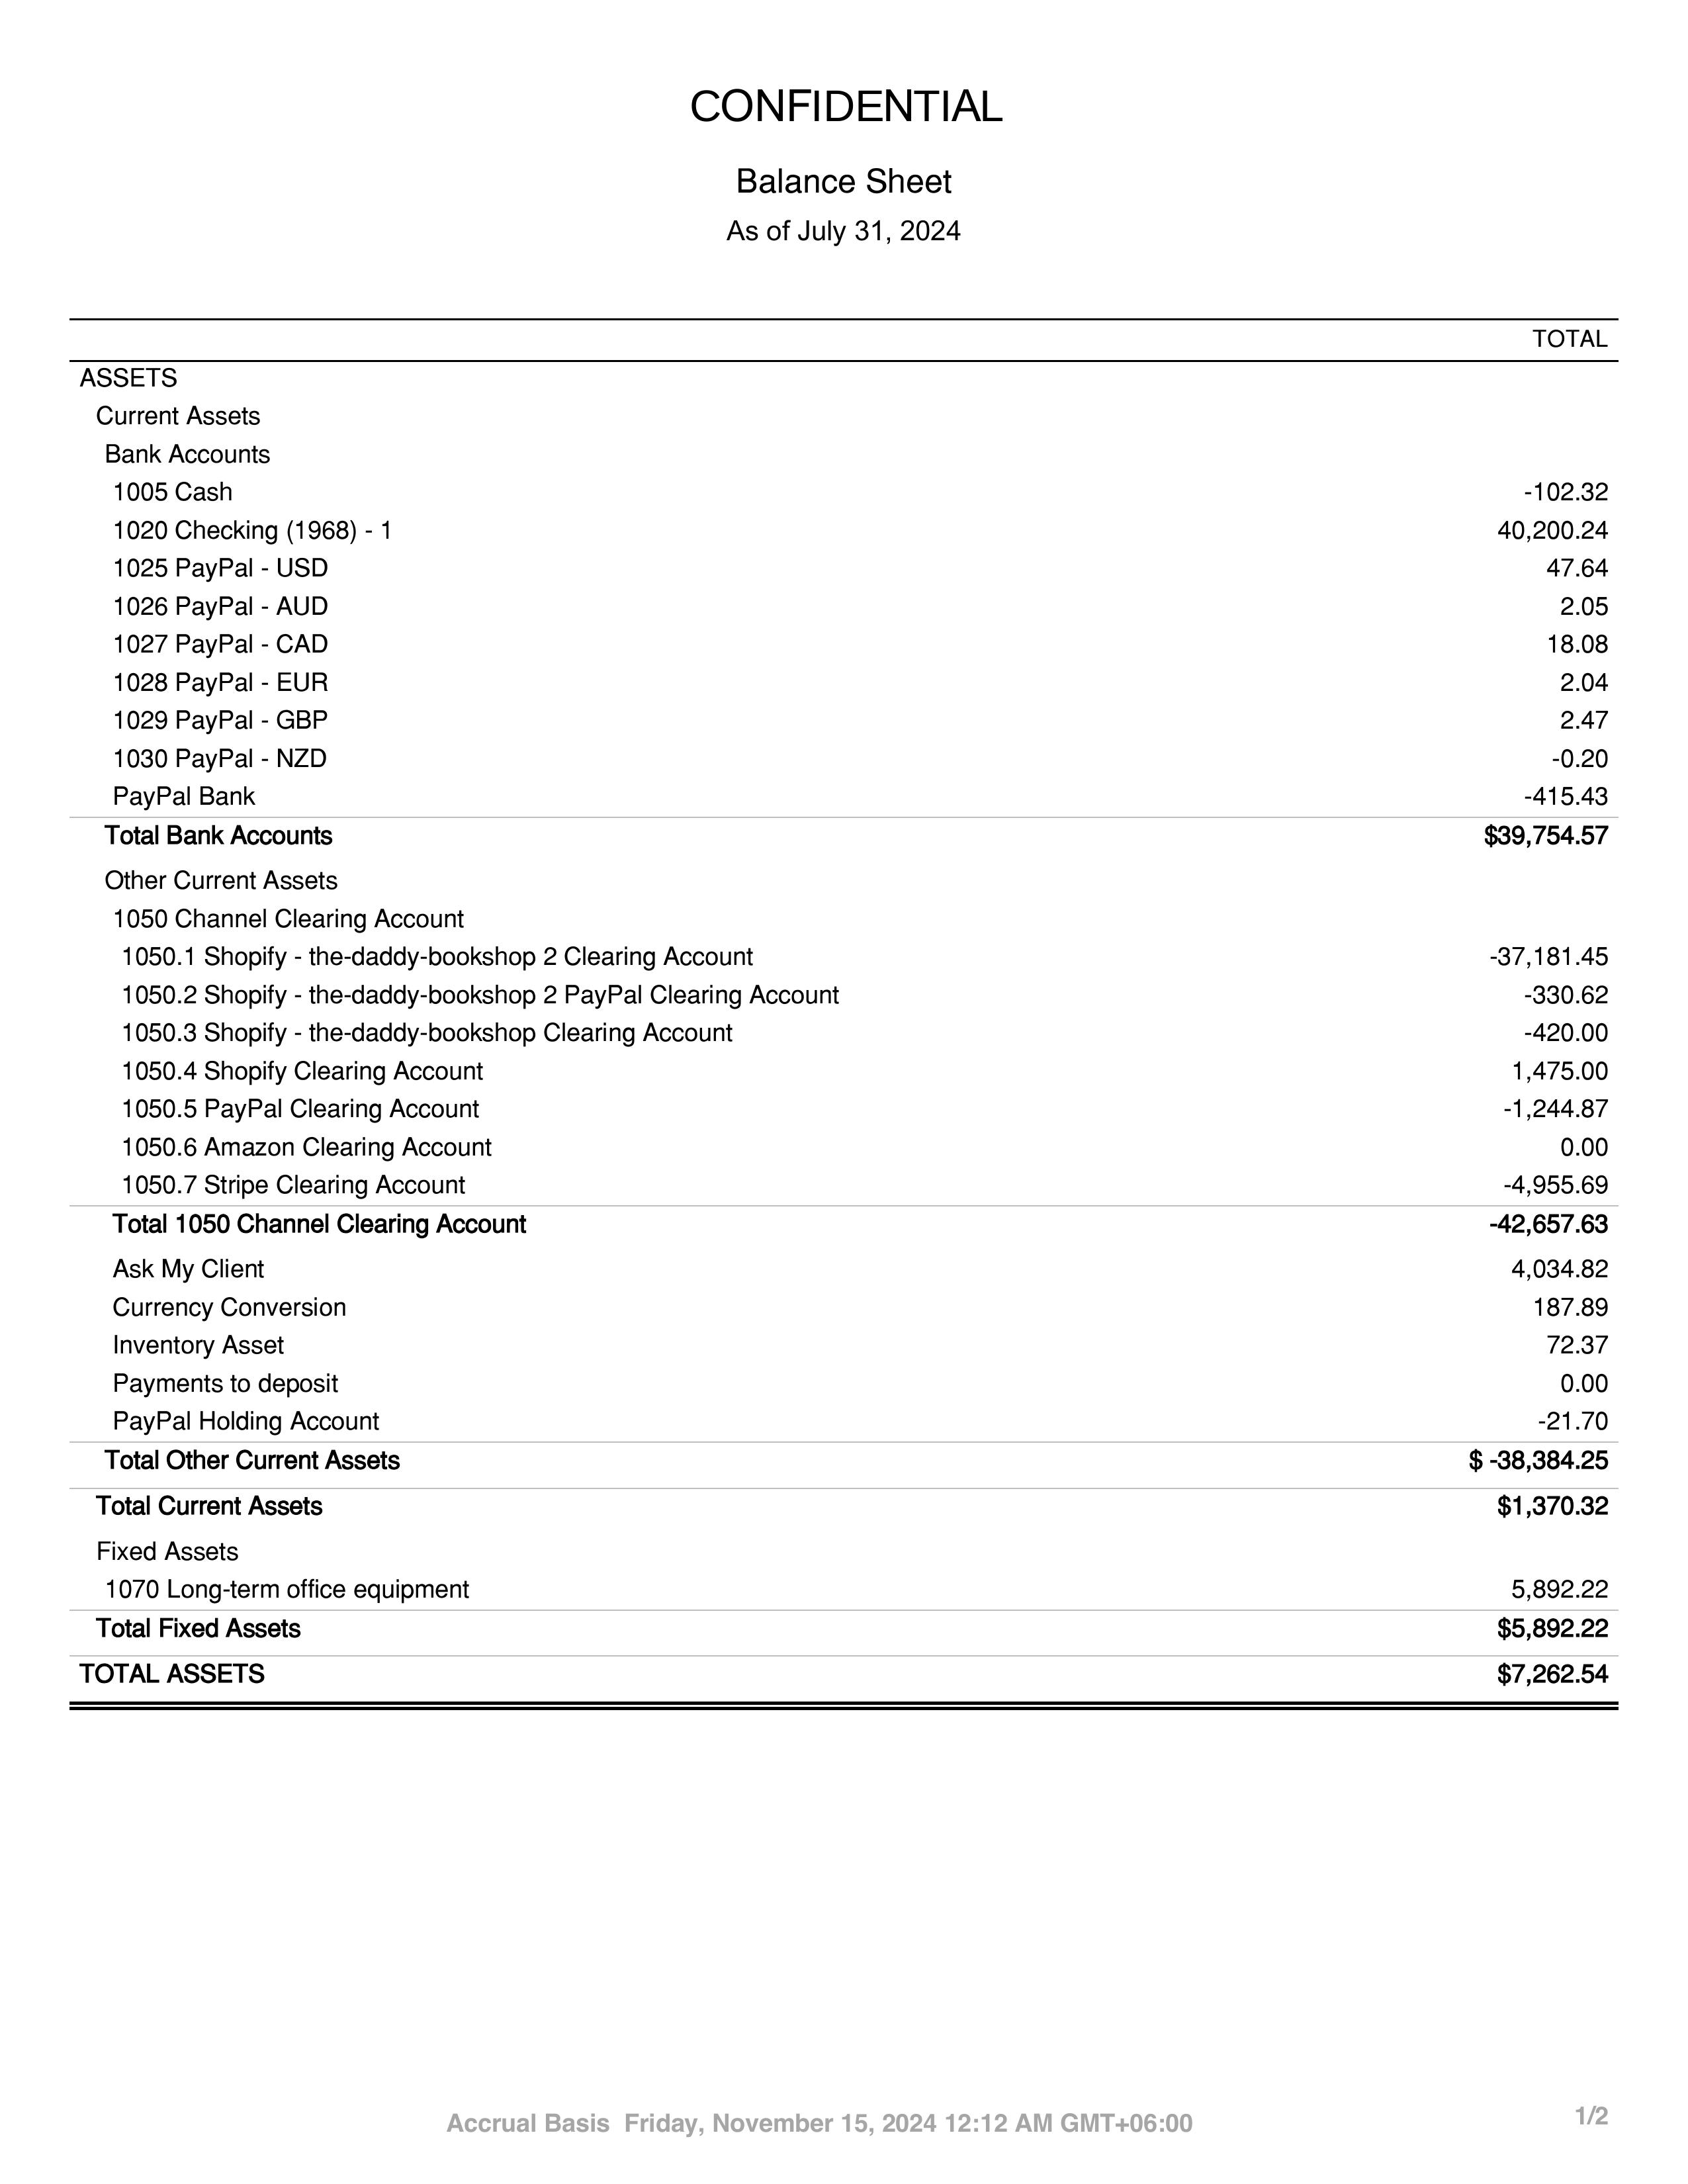 CONFIDENTIAL
Balance Sheet
As of July 31, 2024
TOTAL
ASSETS
Current Assets
Bank Accounts
1005 Cash -102.32
1020 Checking (1968) - 1 40,200.24
1025 PayPal - USD 47.64
1026 PayPal - AUD 2.05
1027 PayPal - CAD 18.08
1028 PayPal - EUR 2.04
1029 PayPal - GBP 2.47
1030 PayPal - NZD -0.20
PayPal Bank -415.43
Total Bank Accounts $39,754.57
Other Current Assets
1050 Channel Clearing Account
1050.1 Shopify - the-daddy-bookshop 2 Clearing Account -37,181.45
1050.2 Shopify - the-daddy-bookshop 2 PayPal Clearing Account -330.62
1050.3 Shopify - the-daddy-bookshop Clearing Account -420.00
1050.4 Shopify Clearing Account 1,475.00
1050.5 PayPal Clearing Account -1,244.87
1050.6 Amazon Clearing Account 0.00
1050.7 Stripe Clearing Account -4,955.69
Total 1050 Channel Clearing Account -42,657.63
Ask My Client 4,034.82
Currency Conversion 187.89
Inventory Asset 72.37
Payments to deposit 0.00
PayPal Holding Account -21.70
Total Other Current Assets $ -38,384.25
Total Current Assets $1,370.32
Fixed Assets
1070 Long-term office equipment 5,892.22
Total Fixed Assets $5,892.22
TOTAL ASSETS $7,262.54
Accrual Basis Friday, November 15, 2024 12:12 AM GMT+06:00 1/2